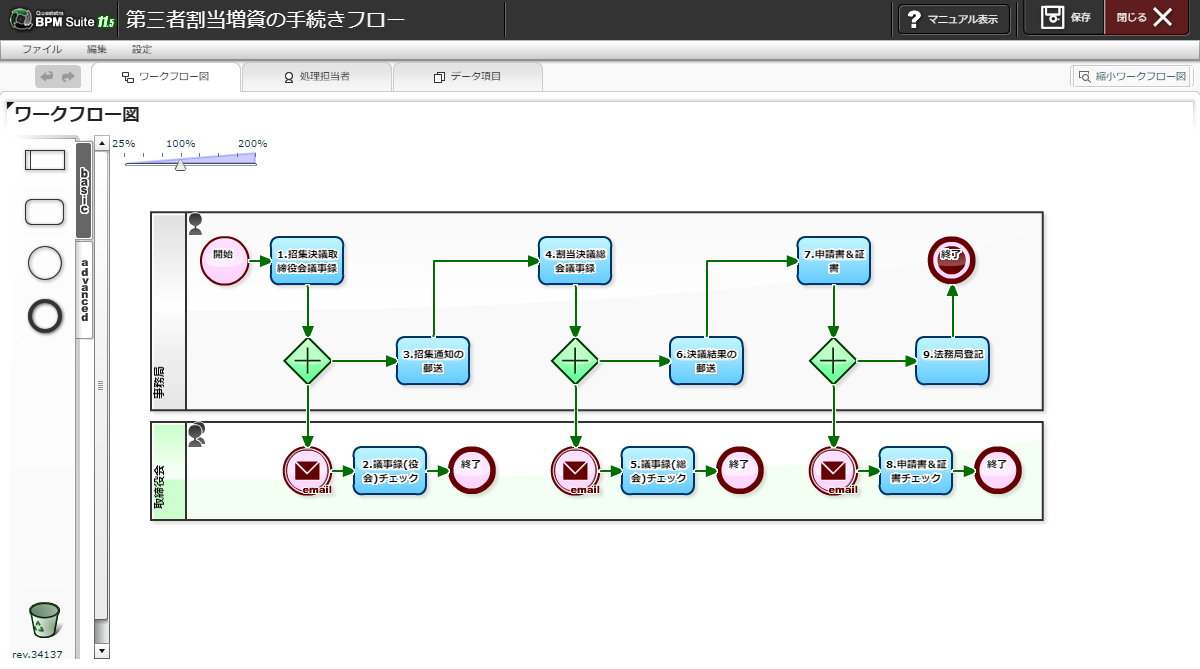 Questetra
BPM Suite 11.5
第三者割当増資の手続きフロー
マニュアル表示
保存
閉じる
ファイル 編集 設定
ワークフロー図
処理担当者
データ項目
縮小ワークフロー図
ワークフロー図
basic
advanced
25% 100% 200%
事務局
開始
1.招集決議取
締役会議事録
3.招集通知の
郵送
4.割当決議総
会議事録
6.決議結果の
郵送
7.申請書&証
書
9.法務局登記
終了
取締役会
email
2.議事録(役
会)チェック
終了
email
5.議事録(総
会)チェック
終了
email
8.申請書&証
書チェック
終了
rev.34137